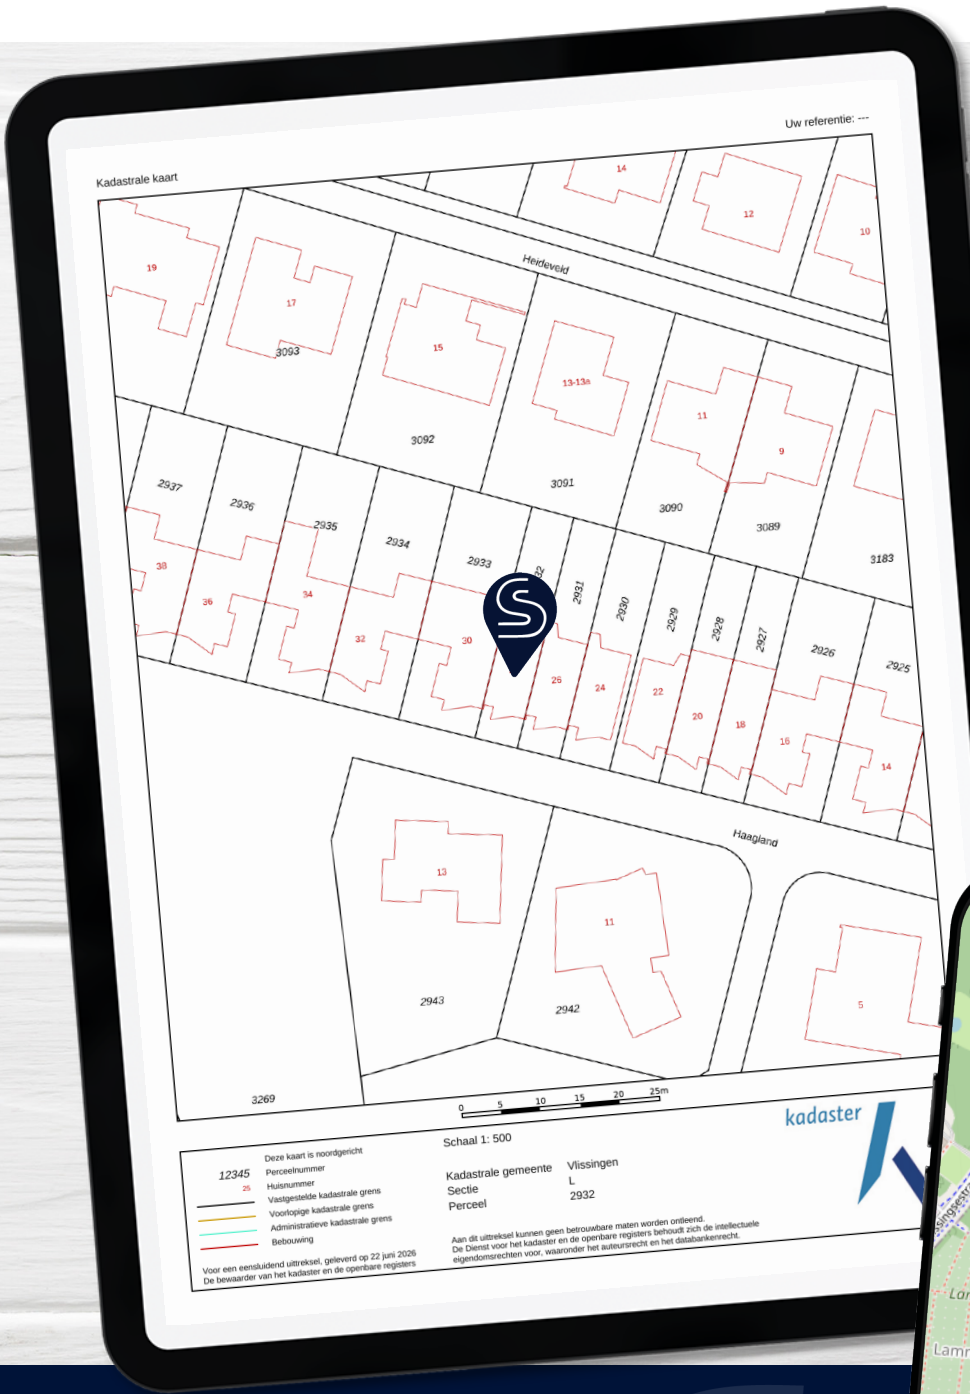 Uw referentie: ---
Kadastrale kaart
14
12
10
19
Heideveld
17
3093
15
13-13a
11
9
3092
3091
3090
3089
3183
2937
2936
2935
2934
2933
32
2931
2930
2929
2928
2927
2926
2925
38
36
34
32
30
26
24
22
20
18
16
14
S
Haagland
13
11
5
2943
2942
3269
0 5 10 15 20 25m
Deze kaart is noordgericht
12345 Perceelnummer
25 Huisnummer
Vastgestelde kadastrale grens
Voorlopige kadastrale grens
Administratieve kadastrale grens
Bebouwing
Voor een eensluidend uittreksel, geleverd op 22 juni 2026
De bewaarder van het kadaster en de openbare registers
Schaal 1: 500
Kadastrale gemeente Vlissingen
Sectie L
Perceel 2932
Aan dit uittreksel kunnen geen betrouwbare maten worden ontleend.
De Dienst voor het kadaster en de openbare registers behoudt zich de intellectuele
eigendomsrechten voor, waaronder het auteursrecht en het databankenrecht.
kadaster